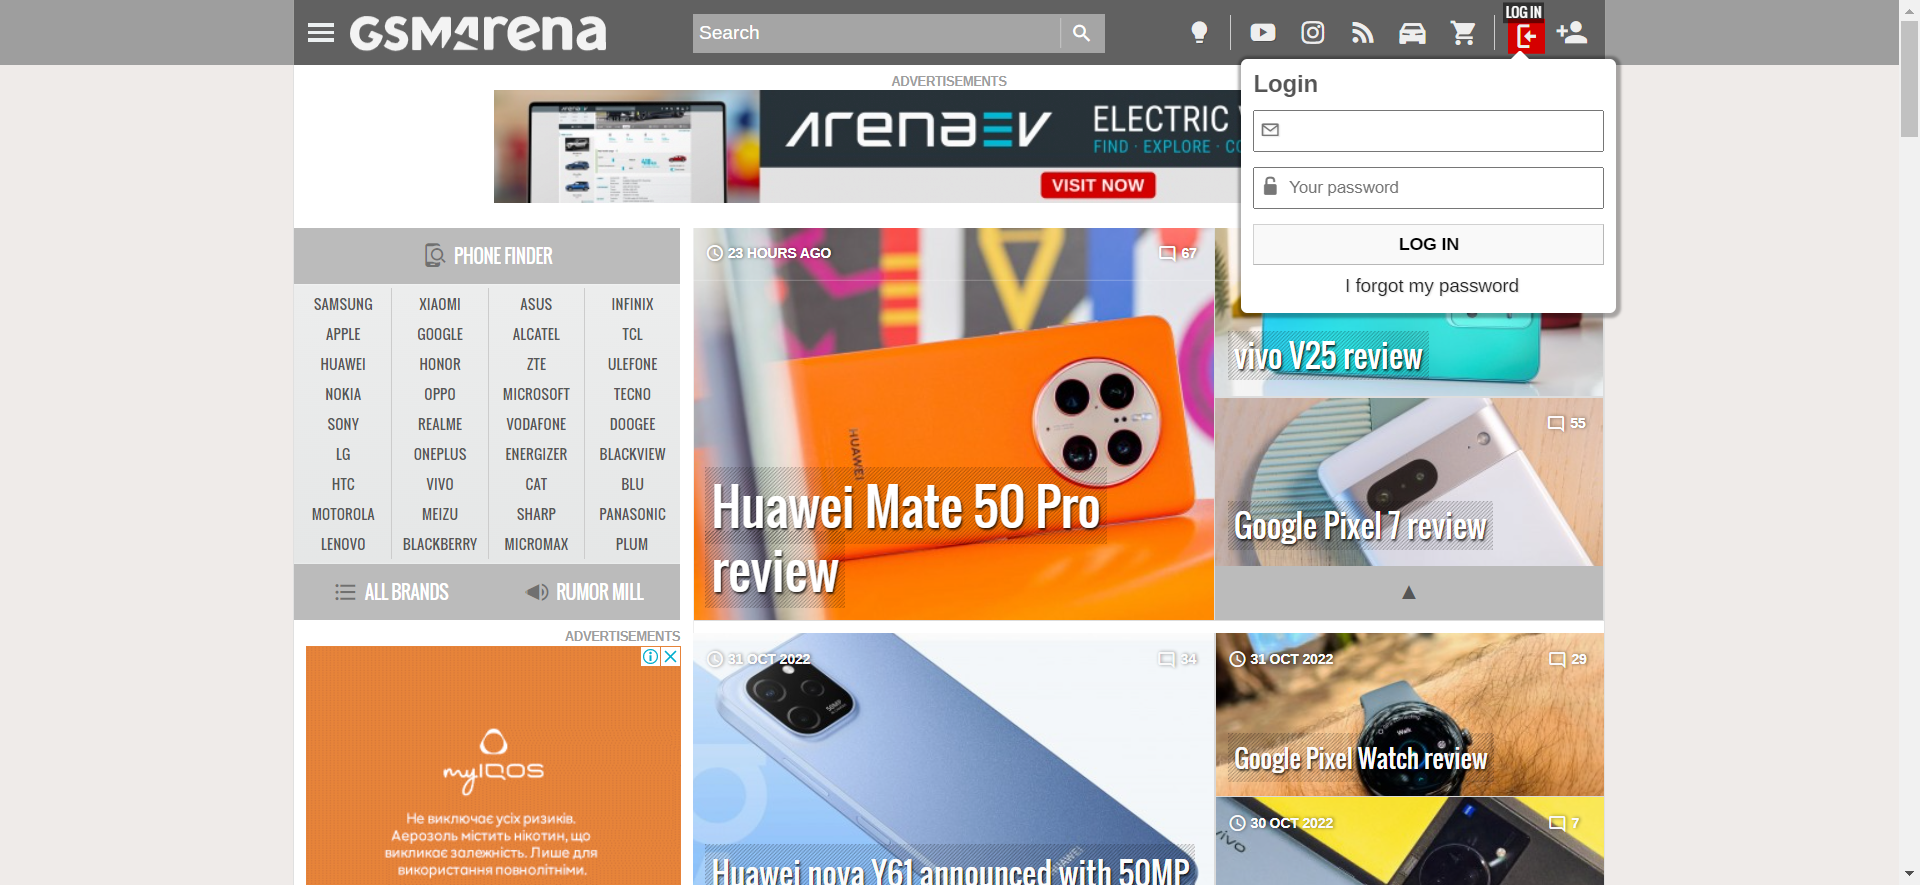 GSMArena
Search
LOG IN
Login
Your password
LOG IN
I forgot my password
ADVERTISEMENTS
arenaEV
ELECTRIC
FIND · EXPLORE ·
VISIT NOW
PHONE FINDER
SAMSUNG XIAOMI ASUS INFINIX
APPLE GOOGLE ALCATEL TCL
HUAWEI HONOR ZTE ULEFONE
NOKIA OPPO MICROSOFT TECNO
SONY REALME VODAFONE DOOGEE
LG ONEPLUS ENERGIZER BLACKVIEW
HTC VIVO CAT BLU
MOTOROLA MEIZU SHARP PANASONIC
LENOVO BLACKBERRY MICROMAX PLUM
ALL BRANDS RUMOR MILL
ADVERTISEMENTS
myIQOS
Не виключає усіх ризиків.
Аерозоль містить нікотин, що
викликає залежність. Лише для
використання повнолітніми.
23 HOURS AGO 67
HUAWEI
Huawei Mate 50 Pro
review
vivo V25 review
55
Google Pixel 7 review
▲
31 OCT 2022 34
50MP
HUAWEI
Huawei nova Y61 announced with 50MP
31 OCT 2022 29
Walk
Google Pixel Watch review
30 OCT 2022 7
vivo